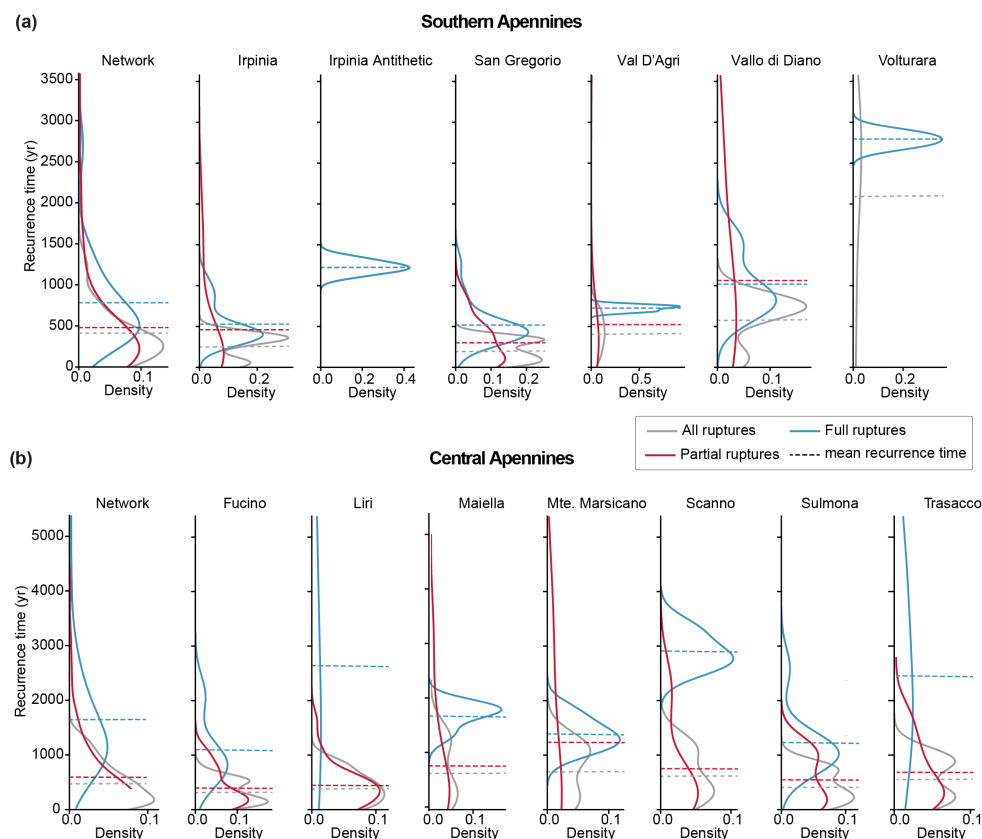 (a)
Southern Apennines
Network Irpinia Irpinia Antithetic San Gregorio Val D'Agri Vallo di Diano Volturara
Recurrence time (yr)
3500
3000
2500
2000
1500
1000
500
0
0.0 0.1 0.0 0.2 0.0 0.2 0.4 0.0 0.1 0.2 0.0 0.5 0.0 0.1 0.0 0.2
Density Density Density Density Density Density Density
All ruptures Full ruptures
Partial ruptures mean recurrence time
(b)
Central Apennines
Network Fucino Liri Maiella Mte. Marsicano Scanno Sulmona Trasacco
Recurrence time (yr)
5000
4000
3000
2000
1000
0
0.0 0.1 0.0 0.1 0.0 0.1 0.0 0.1 0.0 0.1 0.0 0.1 0.0 0.1 0.0 0.1
Density Density Density Density Density Density Density Density